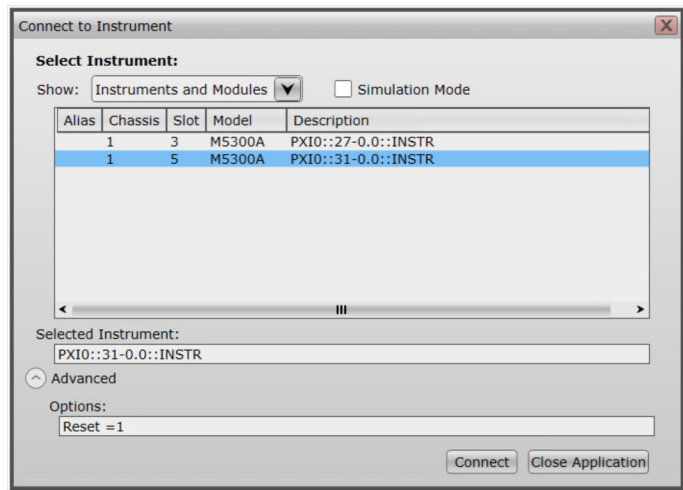 Connect to Instrument
Select Instrument:
Show: Instruments and Modules Simulation Mode
Alias Chassis Slot Model Description
1 3 M5300A PXI0::27-0.0::INSTR
1 5 M5300A PXI0::31-0.0::INSTR
Selected Instrument:
PXI0::31-0.0::INSTR
Advanced
Options:
Reset =1
Connect Close Application